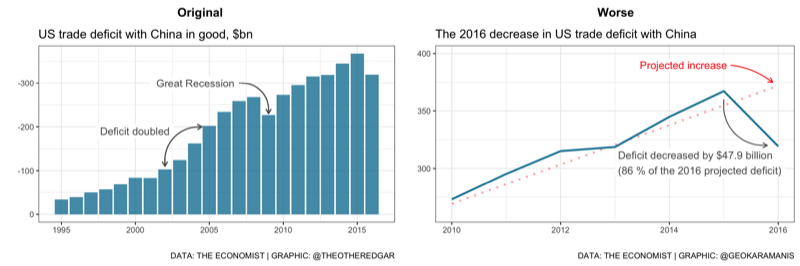 Original
US trade deficit with China in good, $bn
-300
-200
-100
0
Great Recession
Deficit doubled
1995
2000
2005
2010
2015
DATA: THE ECONOMIST | GRAPHIC: @THEOTHEREDGAR
Worse
The 2016 decrease in US trade deficit with China
400
350
300
Projected increase
Deficit decreased by $47.9 billion
(86 % of the 2016 projected deficit)
2010
2012
2014
2016
DATA: THE ECONOMIST | GRAPHIC: @GEOKARAMANIS